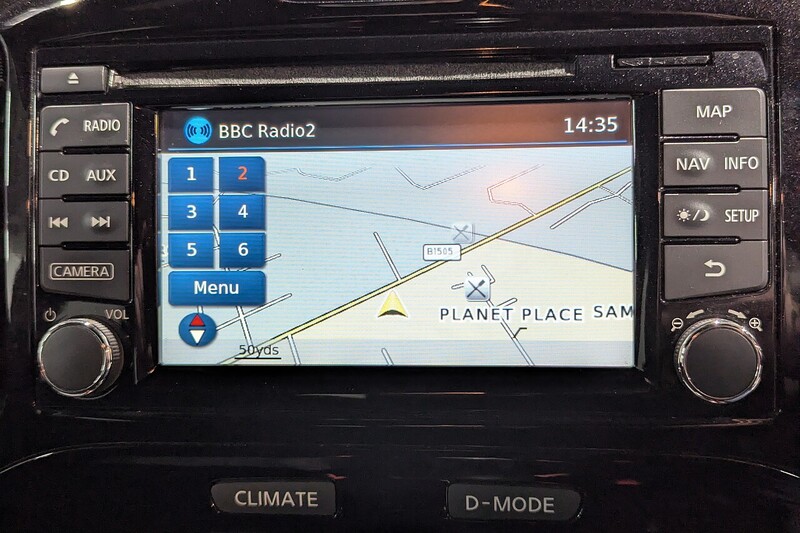 RADIO
CD AUX
CAMERA
VOL
BBC Radio2
14:35
1 2
3 4
5 6
Menu
B1505
PLANET PLACE SAM
50yds
MAP
NAV INFO
SETUP
CLIMATE
D-MODE